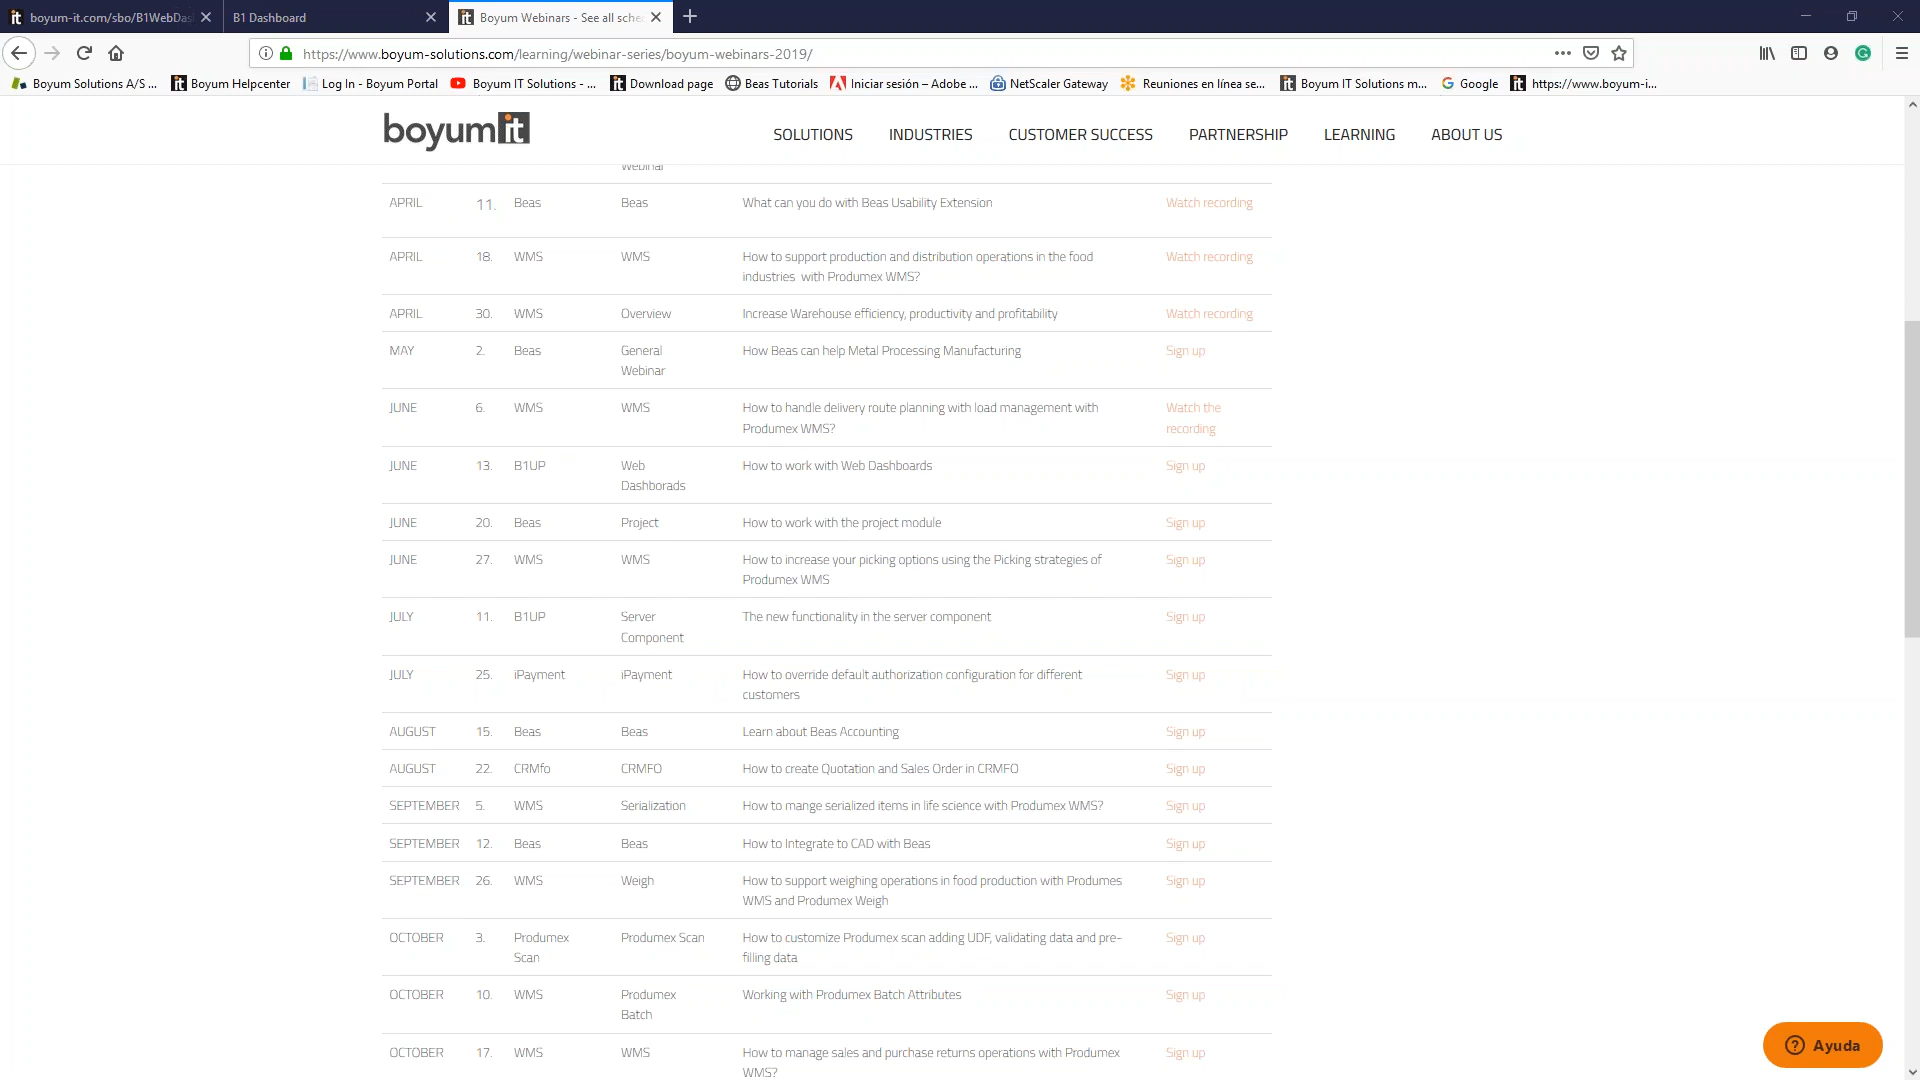 boyum-it.com/sbo/B1WebDas
B1 Dashboard
Boyum Webinars - See all sche
https://www.boyum-solutions.com/learning/webinar-series/boyum-webinars-2019/
Boyum Solutions A/S ...
Boyum Helpcenter
Log In - Boyum Portal
Boyum IT Solutions - ...
Download page
Beas Tutorials
Iniciar sesión – Adobe ...
NetScaler Gateway
Reuniones en línea se...
Boyum IT Solutions m...
Google
https://www.boyum-i...
boyumit
SOLUTIONS INDUSTRIES CUSTOMER SUCCESS PARTNERSHIP LEARNING ABOUT US
Webinar
APRIL 11. Beas Beas What can you do with Beas Usability Extension Watch recording
APRIL 18. WMS WMS How to support production and distribution operations in the food Watch recording
industries with Produmex WMS?
APRIL 30. WMS Overview Increase Warehouse efficiency, productivity and profitability Watch recording
MAY 2. Beas General How Beas can help Metal Processing Manufacturing Sign up
Webinar
JUNE 6. WMS WMS How to handle delivery route planning with load management with Watch the
Produmex WMS? recording
JUNE 13. B1UP Web How to work with Web Dashboards Sign up
Dashborads
JUNE 20. Beas Project How to work with the project module Sign up
JUNE 27. WMS WMS How to increase your picking options using the Picking strategies of Sign up
Produmex WMS
JULY 11. B1UP Server The new functionality in the server component Sign up
Component
JULY 25. iPayment iPayment How to override default authorization configuration for different Sign up
customers
AUGUST 15. Beas Beas Learn about Beas Accounting Sign up
AUGUST 22. CRMfo CRMFO How to create Quotation and Sales Order in CRMFO Sign up
SEPTEMBER 5. WMS Serialization How to mange serialized items in life science with Produmex WMS? Sign up
SEPTEMBER 12. Beas Beas How to Integrate to CAD with Beas Sign up
SEPTEMBER 26. WMS Weigh How to support weighing operations in food production with Produmes Sign up
WMS and Produmex Weigh
OCTOBER 3. Produmex Produmex Scan How to customize Produmex scan adding UDF, validating data and pre- Sign up
Scan filling data
OCTOBER 10. WMS Produmex Working with Produmex Batch Attributes Sign up
Batch
OCTOBER 17. WMS WMS How to manage sales and purchase returns operations with Produmex Sign up
WMS?
Ayuda